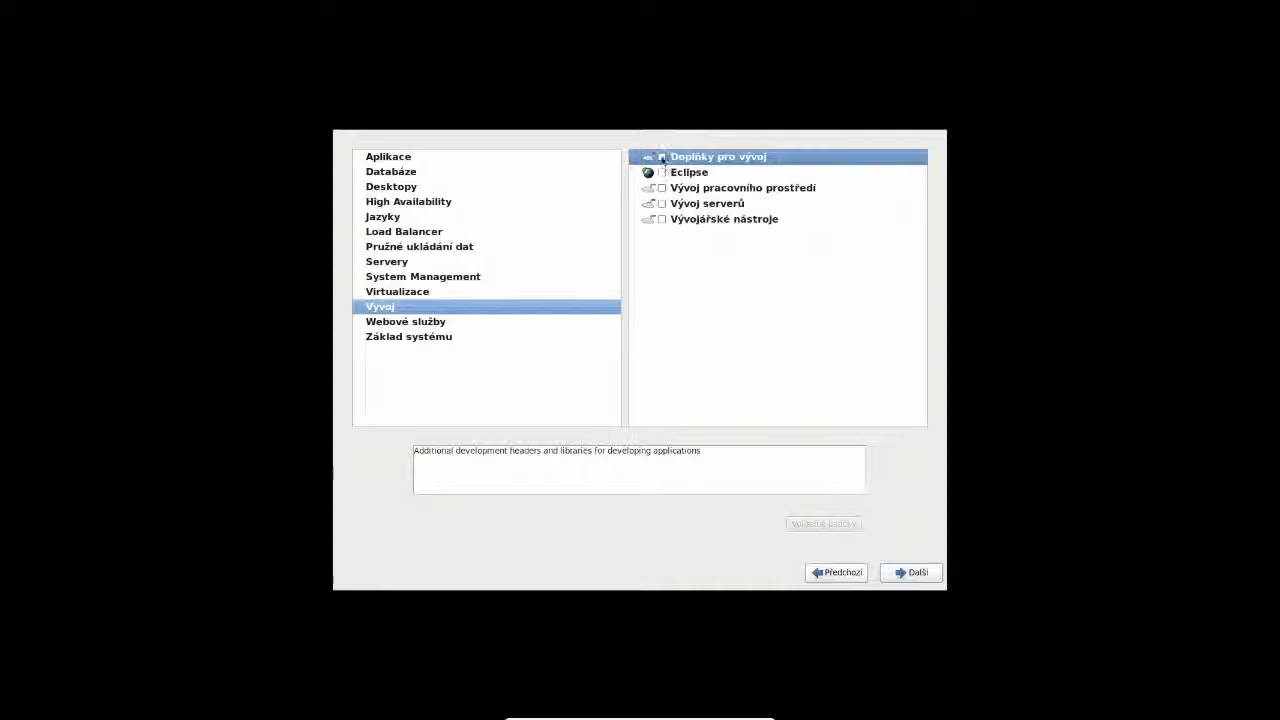 Aplikace
Databáze
Desktopy
High Availability
Jazyky
Load Balancer
Pružné ukládání dat
Servery
System Management
Virtualizace
Vývoj
Webové služby
Základ systému
Doplňky pro vývoj
Eclipse
Vývoj pracovního prostředí
Vývoj serverů
Vývojářské nástroje
Additional development headers and libraries for developing applications
Volitelné balíčky
Předchozí
Další